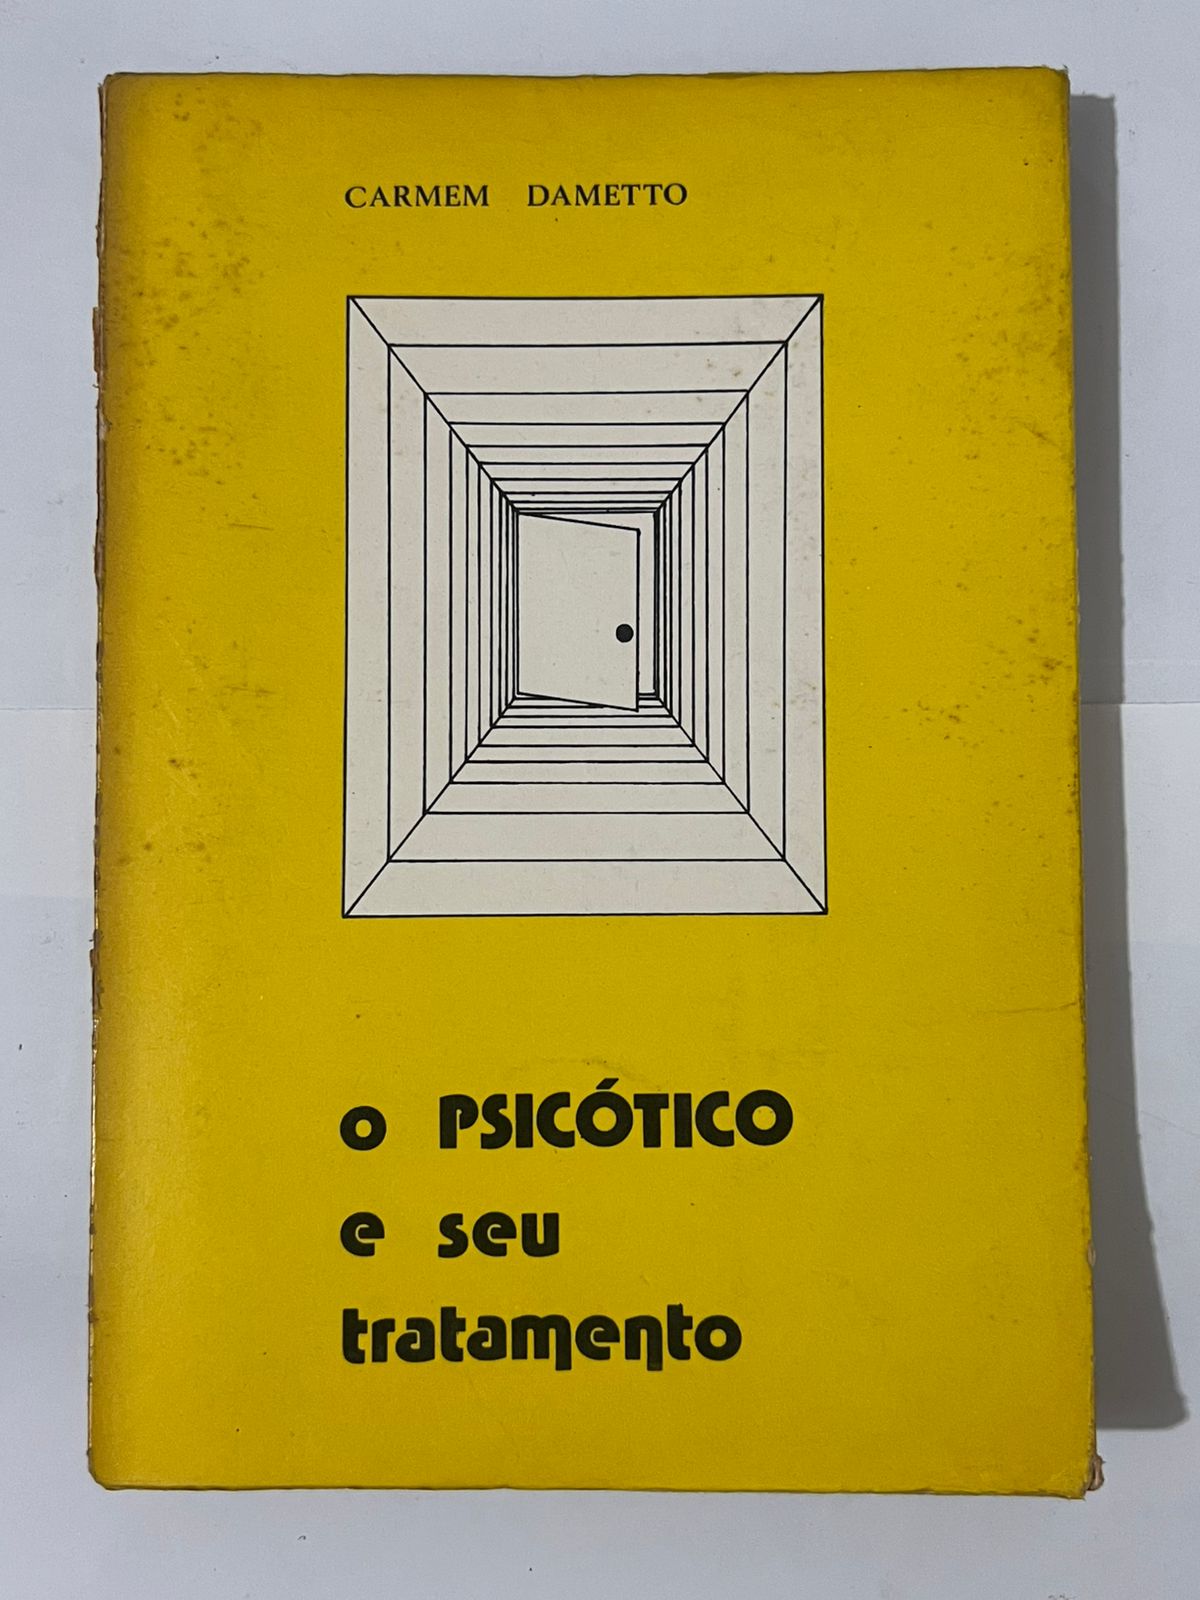 CARMEM DAMETTO
o PSICÓTICO
e seu
tratamento